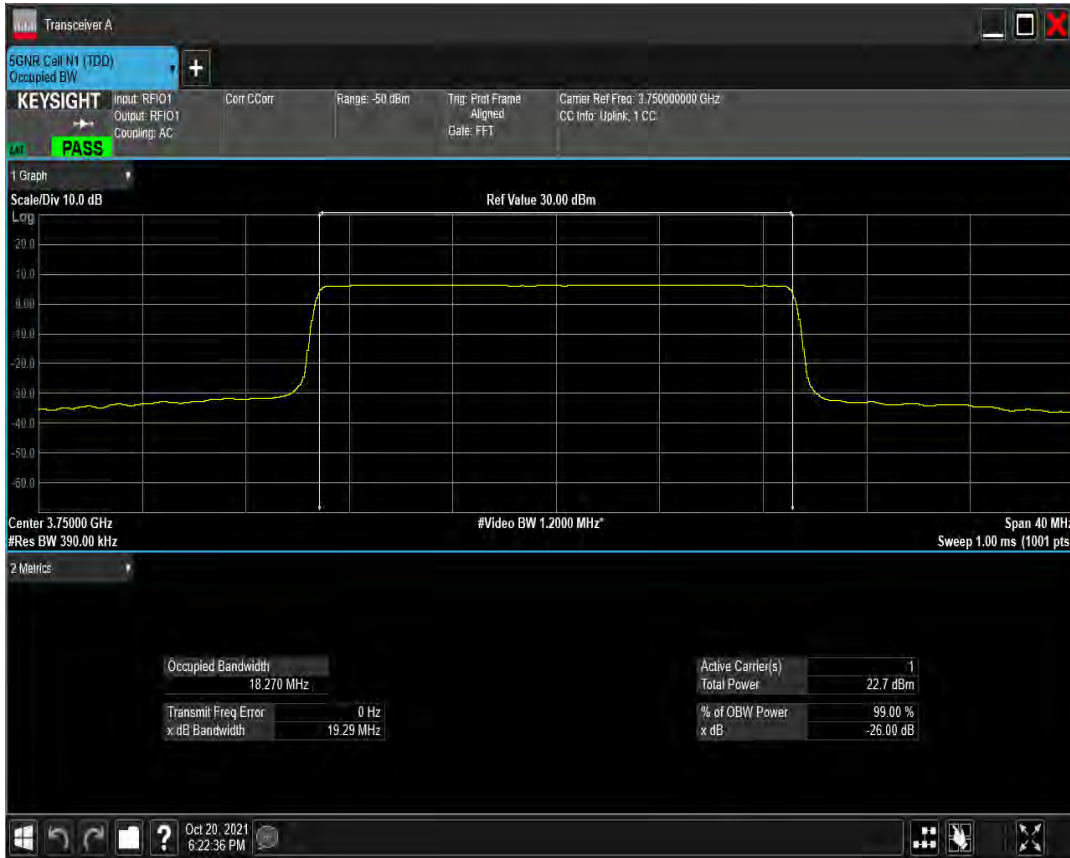 Transceiver A
5GNR Cell N1 (TDD)
Occupied BW
+
KEYSIGHT
PASS
Input: RFIO1
Output: RFIO1
Coupling: AC
Corr CCorr
Range: -50 dBm
Trig: Prot Frame
Aligned
Gate: FFT
Carrier Ref Freq: 3.750000000 GHz
CC Info: Uplink, 1 CC
1 Graph
Scale/Div 10.0 dB
Ref Value 30.00 dBm
Log
20.0
10.0
0.00
-10.0
-20.0
-30.0
-40.0
-50.0
-60.0
Center 3.75000 GHz
#Video BW 1.2000 MHz*
Span 40 MHz
#Res BW 390.00 kHz
Sweep 1.00 ms (1001 pts
2 Metrics
Occupied Bandwidth
18.270 MHz
Transmit Freq Error 0 Hz
x dB Bandwidth 19.29 MHz
Active Carrier(s) 1
Total Power 22.7 dBm
% of OBW Power 99.00 %
x dB -26.00 dB
?
Oct 20, 2021
6:22:36 PM